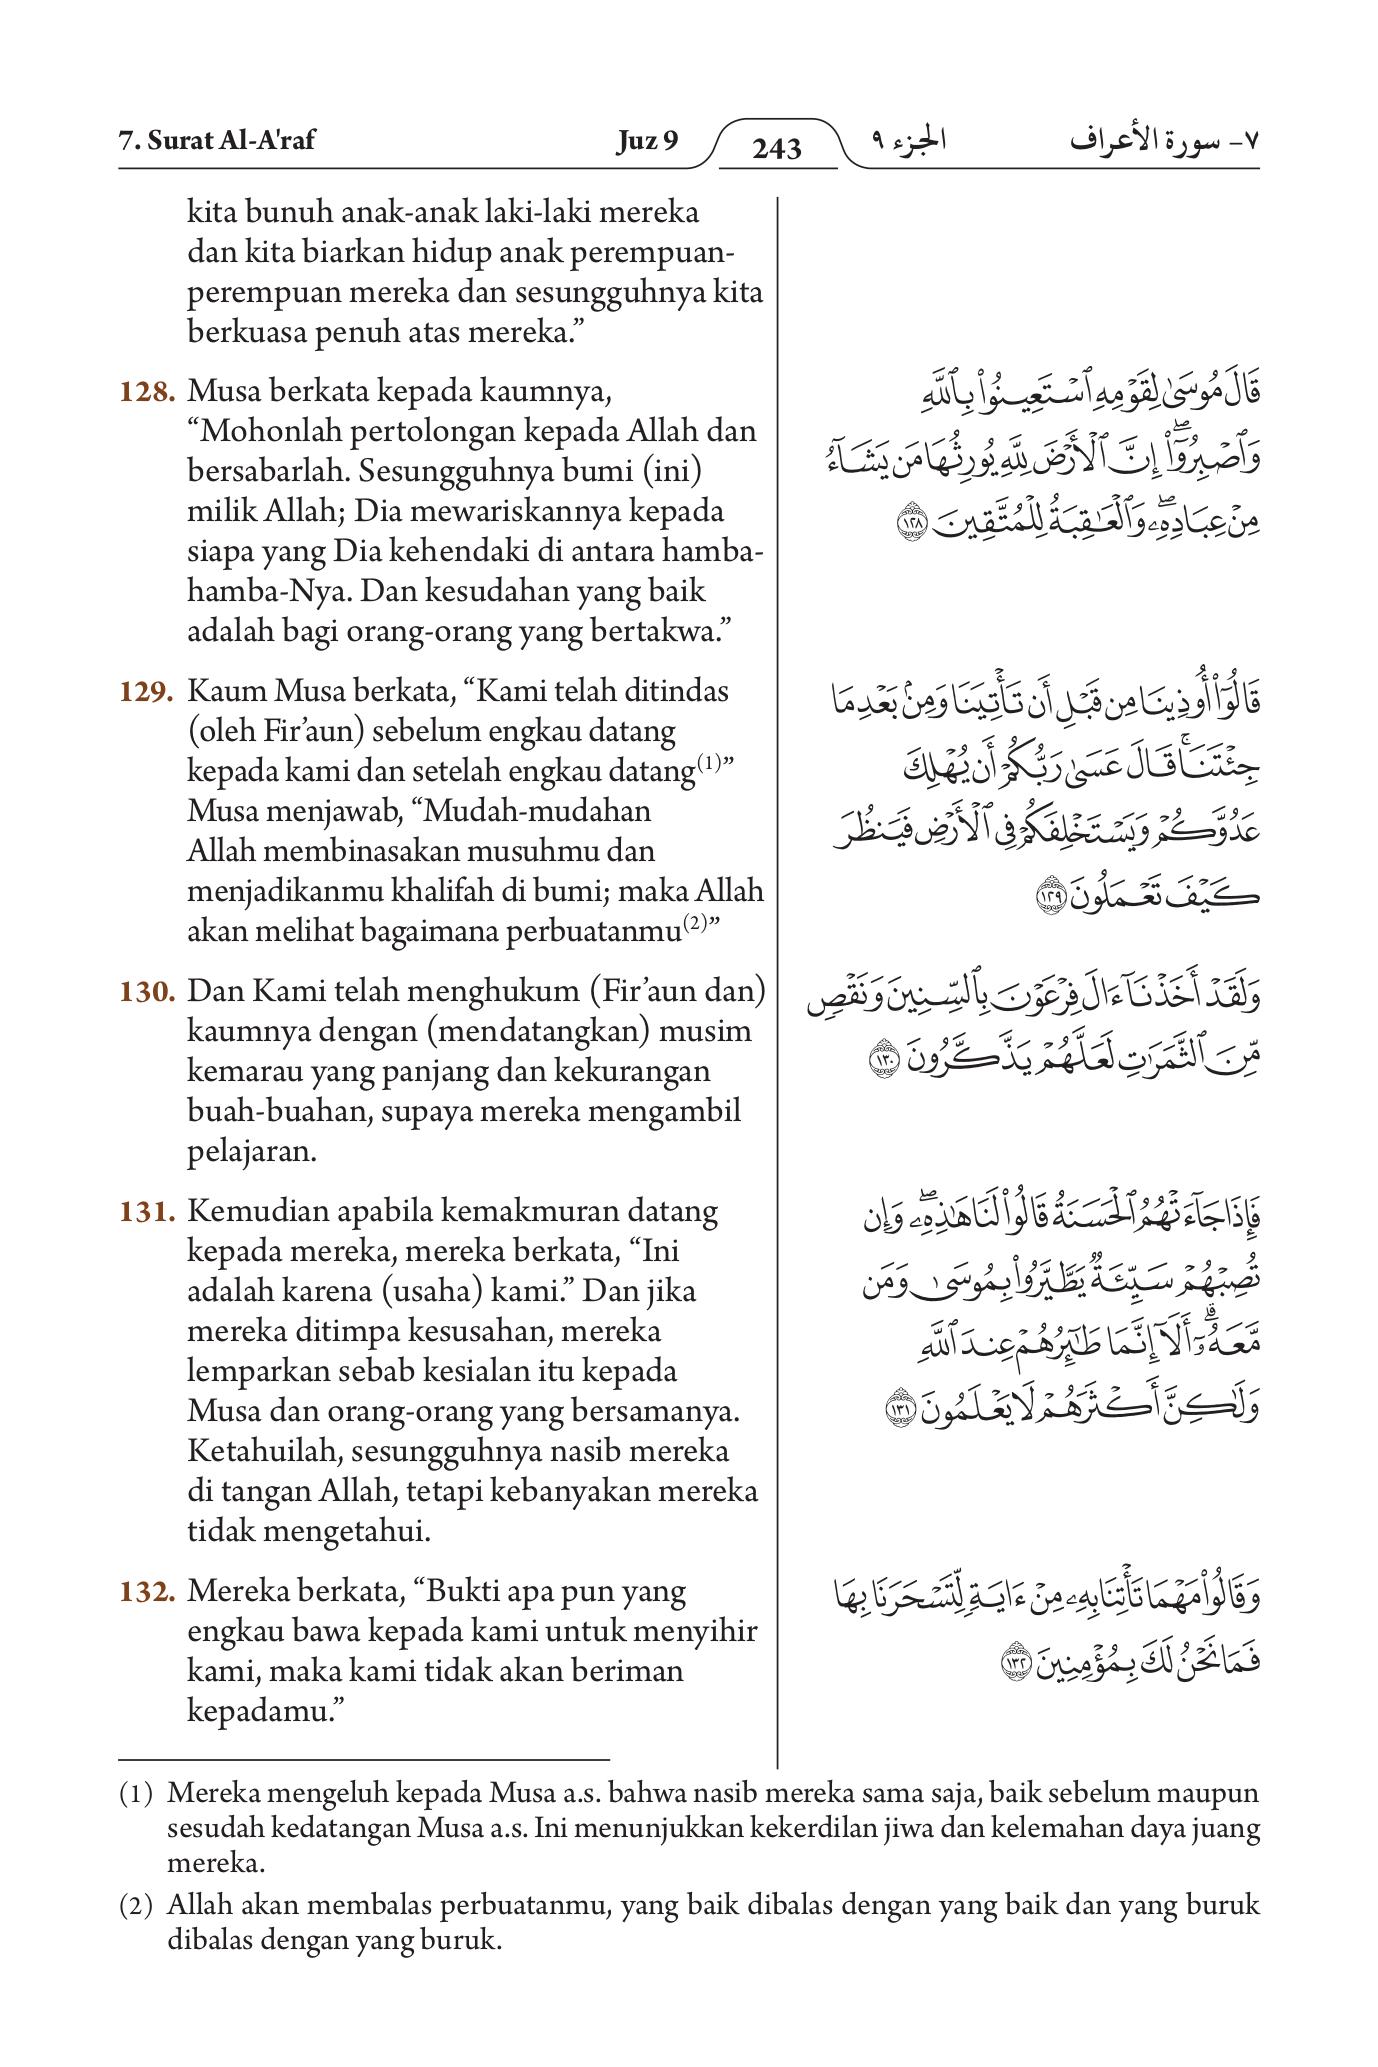 7. Surat Al-A'raf
Juz 9
243
الجزء ٩
٧- سورة الأعراف
kita bunuh anak-anak laki-laki mereka
dan kita biarkan hidup anak perempuan-
perempuan mereka dan sesungguhnya kita
berkuasa penuh atas mereka.”
128. Musa berkata kepada kaumnya,
“Mohonlah pertolongan kepada Allah dan
bersabarlah. Sesungguhnya bumi (ini)
milik Allah; Dia mewariskannya kepada
siapa yang Dia kehendaki di antara hamba-
hamba-Nya. Dan kesudahan yang baik
adalah bagi orang-orang yang bertakwa.”
قَالَ مُوسَىٰ لِقَوْمِهِ ٱسْتَعِينُوا۟ بِٱللَّهِ
وَٱصْبِرُوٓا۟ۖ إِنَّ ٱلْأَرْضَ لِلَّهِ يُورِثُهَا مَن يَشَآءُ
مِنْ عِبَادِهِۦۖ وَٱلْعَـٰقِبَةُ لِلْمُتَّقِينَ ١٢٨
129. Kaum Musa berkata, “Kami telah ditindas
(oleh Fir’aun) sebelum engkau datang
kepada kami dan setelah engkau datang(1)”
Musa menjawab, “Mudah-mudahan
Allah membinasakan musuhmu dan
menjadikanmu khalifah di bumi; maka Allah
akan melihat bagaimana perbuatanmu(2)”
قَالُوٓا۟ أُوذِينَا مِن قَبْلِ أَن تَأْتِيَنَا وَمِنۢ بَعْدِ مَا
جِئْتَنَاۚ قَالَ عَسَىٰ رَبُّكُمْ أَن يُهْلِكَ
عَدُوَّكُمْ وَيَسْتَخْلِفَكُمْ فِى ٱلْأَرْضِ فَيَنظُرَ
كَيْفَ تَعْمَلُونَ ١٢٩
130. Dan Kami telah menghukum (Fir’aun dan)
kaumnya dengan (mendatangkan) musim
kemarau yang panjang dan kekurangan
buah-buahan, supaya mereka mengambil
pelajaran.
وَلَقَدْ أَخَذْنَآ ءَالَ فِرْعَوْنَ بِٱلسِّنِينَ وَنَقْصٍ
مِّنَ ٱلثَّمَرَٰتِ لَعَلَّهُمْ يَذَّكَّرُونَ ١٣٠
131. Kemudian apabila kemakmuran datang
kepada mereka, mereka berkata, “Ini
adalah karena (usaha) kami.” Dan jika
mereka ditimpa kesusahan, mereka
lemparkan sebab kesialan itu kepada
Musa dan orang-orang yang bersamanya.
Ketahuilah, sesungguhnya nasib mereka
di tangan Allah, tetapi kebanyakan mereka
tidak mengetahui.
فَإِذَا جَآءَتْهُمُ ٱلْحَسَنَةُ قَالُوا۟ لَنَا هَـٰذِهِۦۖ وَإِن
تُصِبْهُمْ سَيِّئَةٌ يَطَّيَّرُوا۟ بِمُوسَىٰ وَمَن
مَّعَهُۥٓۗ أَلَآ إِنَّمَا طَـٰٓئِرُهُمْ عِندَ ٱللَّهِ
وَلَـٰكِنَّ أَكْثَرَهُمْ لَا يَعْلَمُونَ ١٣١
132. Mereka berkata, “Bukti apa pun yang
engkau bawa kepada kami untuk menyihir
kami, maka kami tidak akan beriman
kepadamu.”
وَقَالُوا۟ مَهْمَا تَأْتِنَا بِهِۦ مِنْ ءَايَةٍ لِّتَسْحَرَنَا بِهَا
فَمَا نَحْنُ لَكَ بِمُؤْمِنِينَ ١٣٢
(1) Mereka mengeluh kepada Musa a.s. bahwa nasib mereka sama saja, baik sebelum maupun
sesudah kedatangan Musa a.s. Ini menunjukkan kekerdilan jiwa dan kelemahan daya juang
mereka.
(2) Allah akan membalas perbuatanmu, yang baik dibalas dengan yang baik dan yang buruk
dibalas dengan yang buruk.